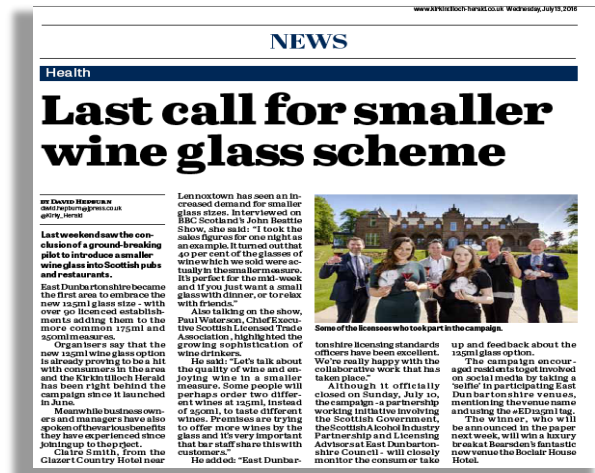 www.kirkintilloch-herald.co.uk Wednesday, July 13, 2016
NEWS
Health
Last call for smaller
wine glass scheme
BY DAVID HEPBURN
david.hepburn@jpress.co.uk
@Kirky_Herald
Last weekend saw the con-
clusion of a ground-breaking
pilot to introduce a smaller
wine glass into Scottish pubs
and restaurants.
East Dunbartonshire became
the first area to embrace the
new 125ml glass size - with
over 90 licenced establish-
ments adding them to the
more common 175ml and
250ml measures.
Organisers say that the
new 125ml wine glass option
is already proving to be a hit
with consumers in the area
and the Kirkintilloch Herald
has been right behind the
campaign since it launched
in June.
Meanwhile business own-
ers and managers have also
spoken of the various benefits
they have experienced since
joining up to the prject.
Claire Smith, from the
Glazert Country Hotel near
Lennoxtown has seen an in-
creased demand for smaller
glass sizes. Interviewed on
BBC Scotland's John Beattie
Show, she said: "I took the
sales figures for one night as
an example. It turned out that
40 per cent of the glasses of
wine which we sold were ac-
tually in the smaller measure.
It's perfect for the mid-week
and if you just want a small
glass with dinner, or to relax
with friends."
Also talking on the show,
Paul Waterson, Chief Execu-
tive Scottish Licensed Trade
Association, highlighted the
growing sophistication of
wine drinkers.
He said: "Let's talk about
the quality of wine and en-
joying wine in a smaller
measure. Some people will
perhaps order two differ-
ent wines at 125ml, instead
of 250ml, to taste different
wines. Premises are trying
to offer more wines by the
glass and it's very important
that bar staff share this with
customers."
He added: "East Dunbar-
Some of the licensees who took part in the campaign.
tonshire licensing standards
officers have been excellent.
We're really happy with the
collaborative work that has
taken place."
Although it officially
closed on Sunday, July 10,
the campaign - a partnership
working initiative involving
the Scottish Government,
the Scottish Alcohol Industry
Partnership and Licensing
Advisors at East Dunbarton-
shire Council - will closely
monitor the consumer take
up and feedback about the
125ml glass option.
The campaign encour-
aged residents to get involved
on social media by taking a
'selfie' in participating East
Dunbartonshire venues,
mentioning the venue name
and using the #ED125ml tag.
The winner, who will
be announced in the paper
next week, will win a luxury
break at Bearsden's fantastic
new venue the Boclair House
Hotel.